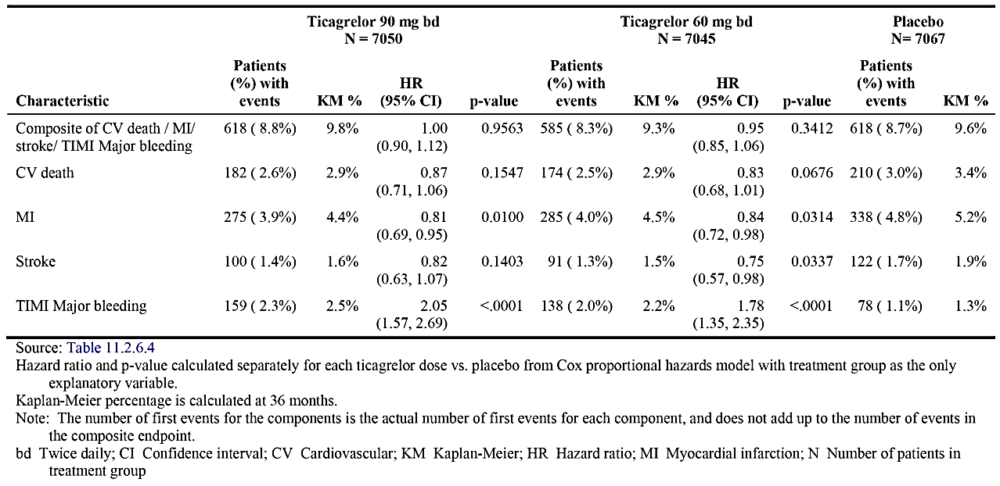 Ticagrelor 90 mg bd Ticagrelor 60 mg bd Placebo
N = 7050 N = 7045 N= 7067
Patients Patients Patients
(%) with HR (%) with HR (%) with
Characteristic events KM % (95% CI) p-value events KM % (95% CI) p-value events KM %
Composite of CV death / MI/ 618 ( 8.8%) 9.8% 1.00 0.9563 585 ( 8.3%) 9.3% 0.95 0.3412 618 ( 8.7%) 9.6%
stroke/ TIMI Major bleeding (0.90, 1.12) (0.85, 1.06)
CV death 182 ( 2.6%) 2.9% 0.87 0.1547 174 ( 2.5%) 2.9% 0.83 0.0676 210 ( 3.0%) 3.4%
(0.71, 1.06) (0.68, 1.01)
MI 275 ( 3.9%) 4.4% 0.81 0.0100 285 ( 4.0%) 4.5% 0.84 0.0314 338 ( 4.8%) 5.2%
(0.69, 0.95) (0.72, 0.98)
Stroke 100 ( 1.4%) 1.6% 0.82 0.1403 91 ( 1.3%) 1.5% 0.75 0.0337 122 ( 1.7%) 1.9%
(0.63, 1.07) (0.57, 0.98)
TIMI Major bleeding 159 ( 2.3%) 2.5% 2.05 <.0001 138 ( 2.0%) 2.2% 1.78 <.0001 78 ( 1.1%) 1.3%
(1.57, 2.69) (1.35, 2.35)
Source: Table 11.2.6.4
Hazard ratio and p-value calculated separately for each ticagrelor dose vs. placebo from Cox proportional hazards model with treatment group as the only
explanatory variable.
Kaplan-Meier percentage is calculated at 36 months.
Note: The number of first events for the components is the actual number of first events for each component, and does not add up to the number of events in
the composite endpoint.
bd Twice daily; CI Confidence interval; CV Cardiovascular; KM Kaplan-Meier; HR Hazard ratio; MI Myocardial infarction; N Number of patients in
treatment group